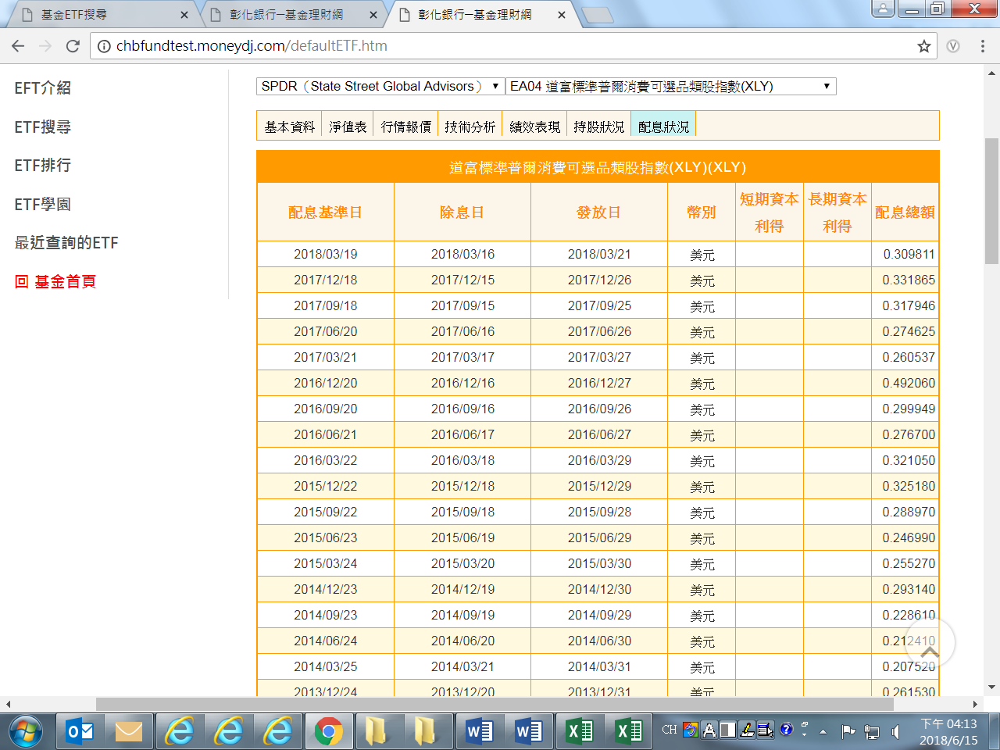 基金ETF搜尋
彰化銀行─基金理財網
彰化銀行─基金理財網
chbfundtest.moneydj.com/defaultETF.htm
EFT介紹
ETF搜尋
ETF排行
ETF學園
最近查詢的ETF
回 基金首頁
SPDR（State Street Global Advisors） EA04 道富標準普爾消費可選品類股指數(XLY)
基本資料 淨值表 行情報價 技術分析 績效表現 持股狀況 配息狀況
道富標準普爾消費可選品類股指數(XLY)(XLY)
配息基準日 除息日 發放日 幣別 短期資本利得 長期資本利得 配息總額
2018/03/19 2018/03/16 2018/03/21 美元 0.309811
2017/12/18 2017/12/15 2017/12/26 美元 0.331865
2017/09/18 2017/09/15 2017/09/25 美元 0.317946
2017/06/20 2017/06/16 2017/06/26 美元 0.274625
2017/03/21 2017/03/17 2017/03/27 美元 0.260537
2016/12/20 2016/12/16 2016/12/27 美元 0.492060
2016/09/20 2016/09/16 2016/09/26 美元 0.299949
2016/06/21 2016/06/17 2016/06/27 美元 0.276700
2016/03/22 2016/03/18 2016/03/29 美元 0.321050
2015/12/22 2015/12/18 2015/12/29 美元 0.325180
2015/09/22 2015/09/18 2015/09/28 美元 0.288970
2015/06/23 2015/06/19 2015/06/29 美元 0.246990
2015/03/24 2015/03/20 2015/03/30 美元 0.255270
2014/12/23 2014/12/19 2014/12/30 美元 0.293140
2014/09/23 2014/09/19 2014/09/29 美元 0.228610
2014/06/24 2014/06/20 2014/06/30 美元 0.212410
2014/03/25 2014/03/21 2014/03/31 美元 0.207520
2013/12/24 2013/12/20 2013/12/31 美元 0.261530
CH
下午 04:13
2018/6/15